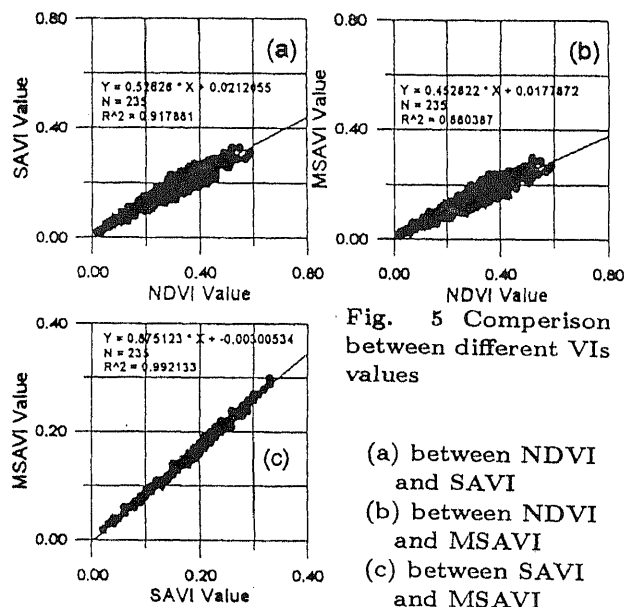 (a)
Y = 0.52828 * X + 0.0212055
N = 235
R^2 = 0.917881
SAVI Value
0.80
0.40
0.00
0.00 0.40 0.80
NDVI Value
(b)
Y = 0.452822 * X + 0.0177872
N = 235
R^2 = 0.880387
MSAVI Value
0.80
0.40
0.00
0.00 0.40 0.80
NDVI Value
(c)
Y = 0.875123 * X + -0.00300534
N = 235
R^2 = 0.992133
MSAVI Value
0.40
0.20
0.00
0.00 0.20 0.40
SAVI Value
Fig. 5 Comperison
between different VIs
values
(a) between NDVI
and SAVI
(b) between NDVI
and MSAVI
(c) between SAVI
and MSAVI